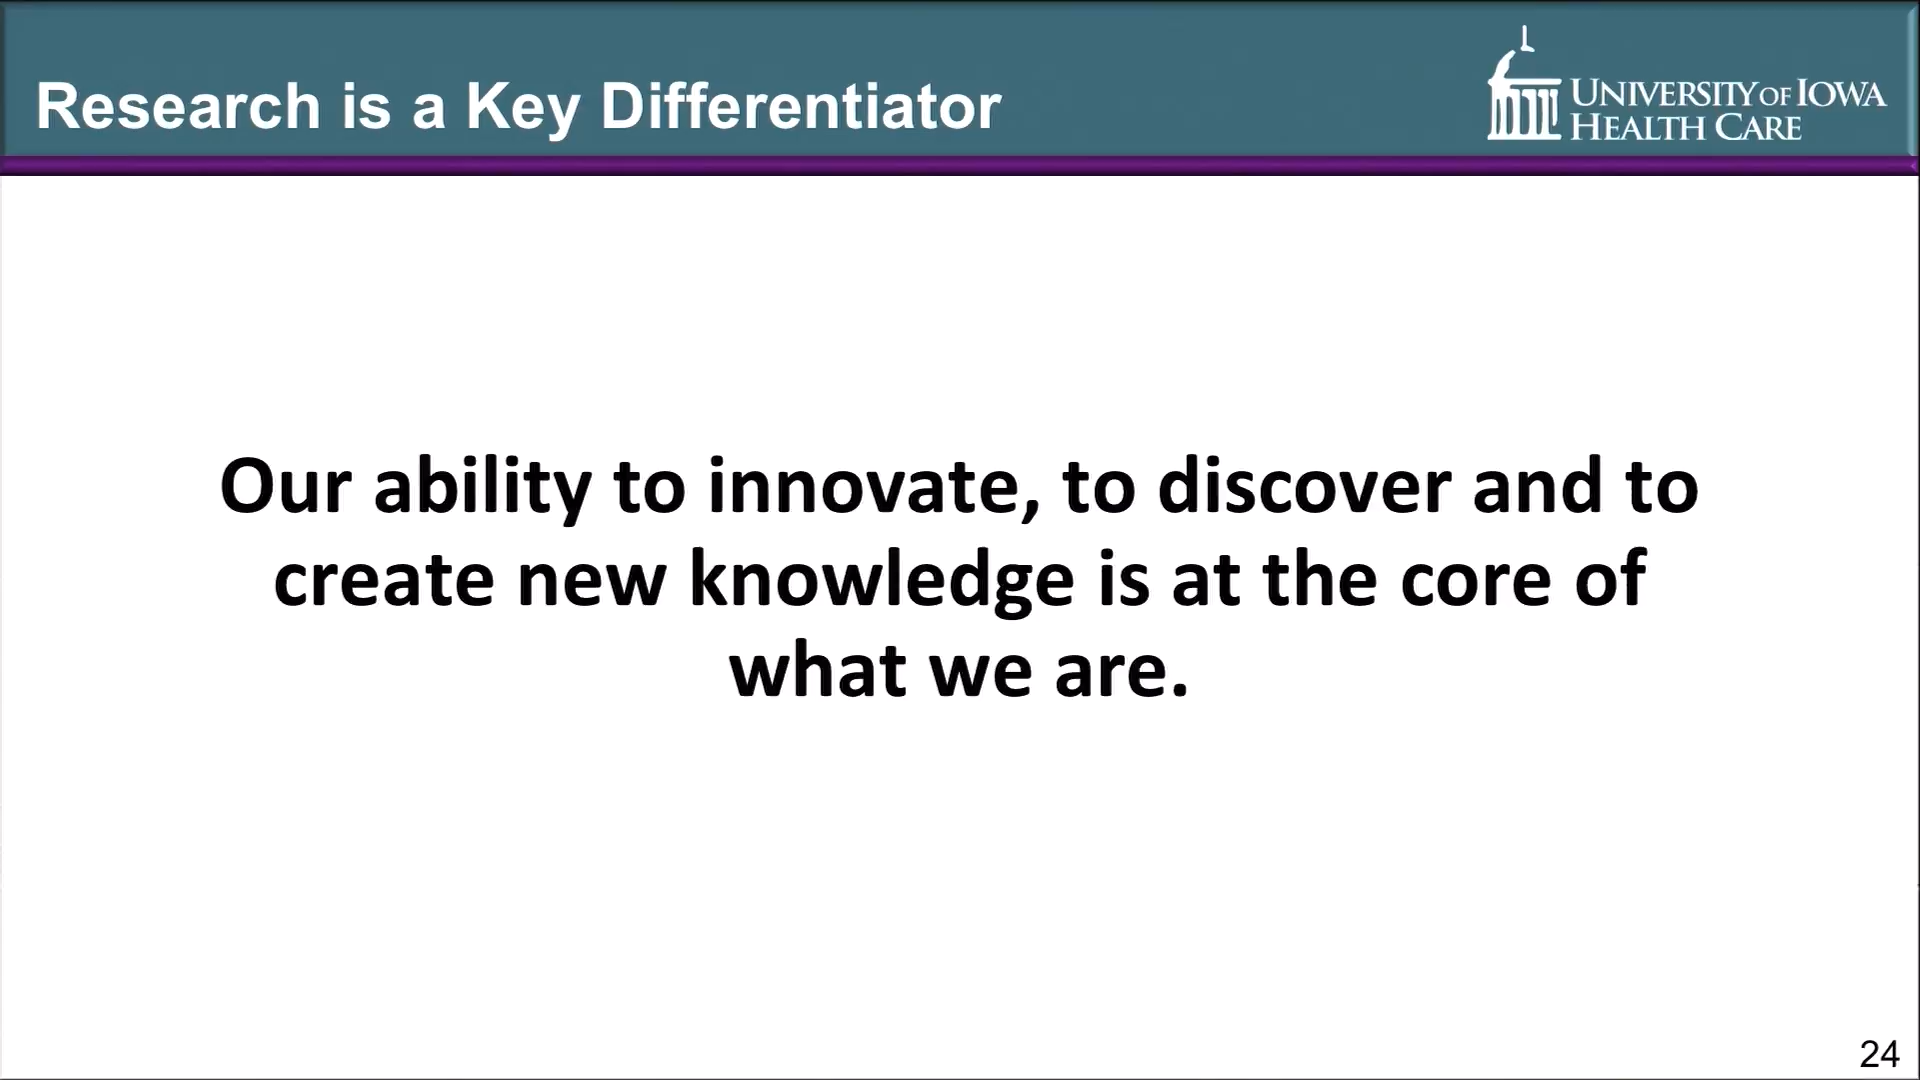 Research is a Key Differentiator
UNIVERSITY OF IOWA
HEALTH CARE
Our ability to innovate, to discover and to
create new knowledge is at the core of
what we are.
24